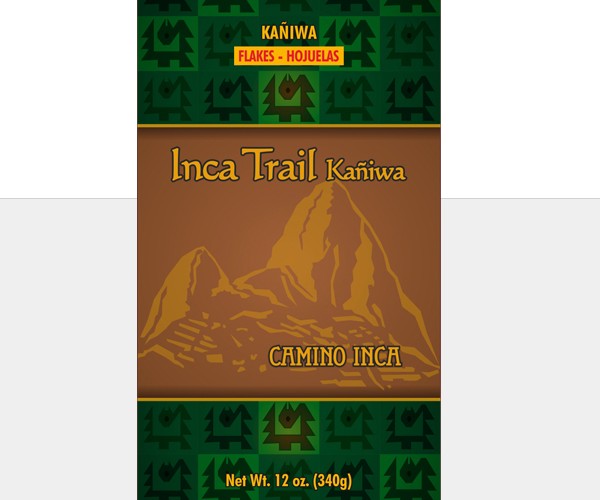 KAÑIWA
FLAKES - HOJUELAS
Inca Trail Kañiwa
CAMINO INCA
Net Wt. 12 oz. (340g)